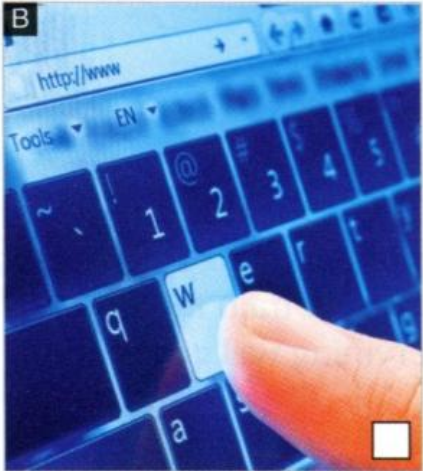 B
http://www
Tools EN
~ ! @ # $
` 1 2 3 4 5
q w e r t
a